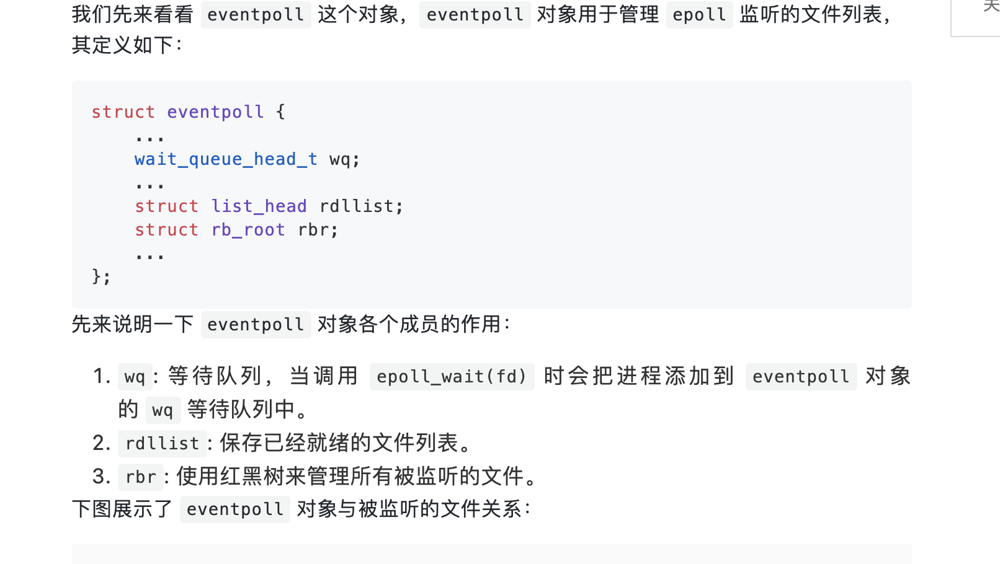 我们先来看看 eventpoll 这个对象，eventpoll 对象用于管理 epoll 监听的文件列表，
其定义如下：
struct eventpoll {
    ...
    wait_queue_head_t wq;
    ...
    struct list_head rdllist;
    struct rb_root rbr;
    ...
};
先来说明一下 eventpoll 对象各个成员的作用：
1. wq: 等待队列，当调用 epoll_wait(fd) 时会把进程添加到 eventpoll 对象
的 wq 等待队列中。
2. rdllist: 保存已经就绪的文件列表。
3. rbr: 使用红黑树来管理所有被监听的文件。
下图展示了 eventpoll 对象与被监听的文件关系：